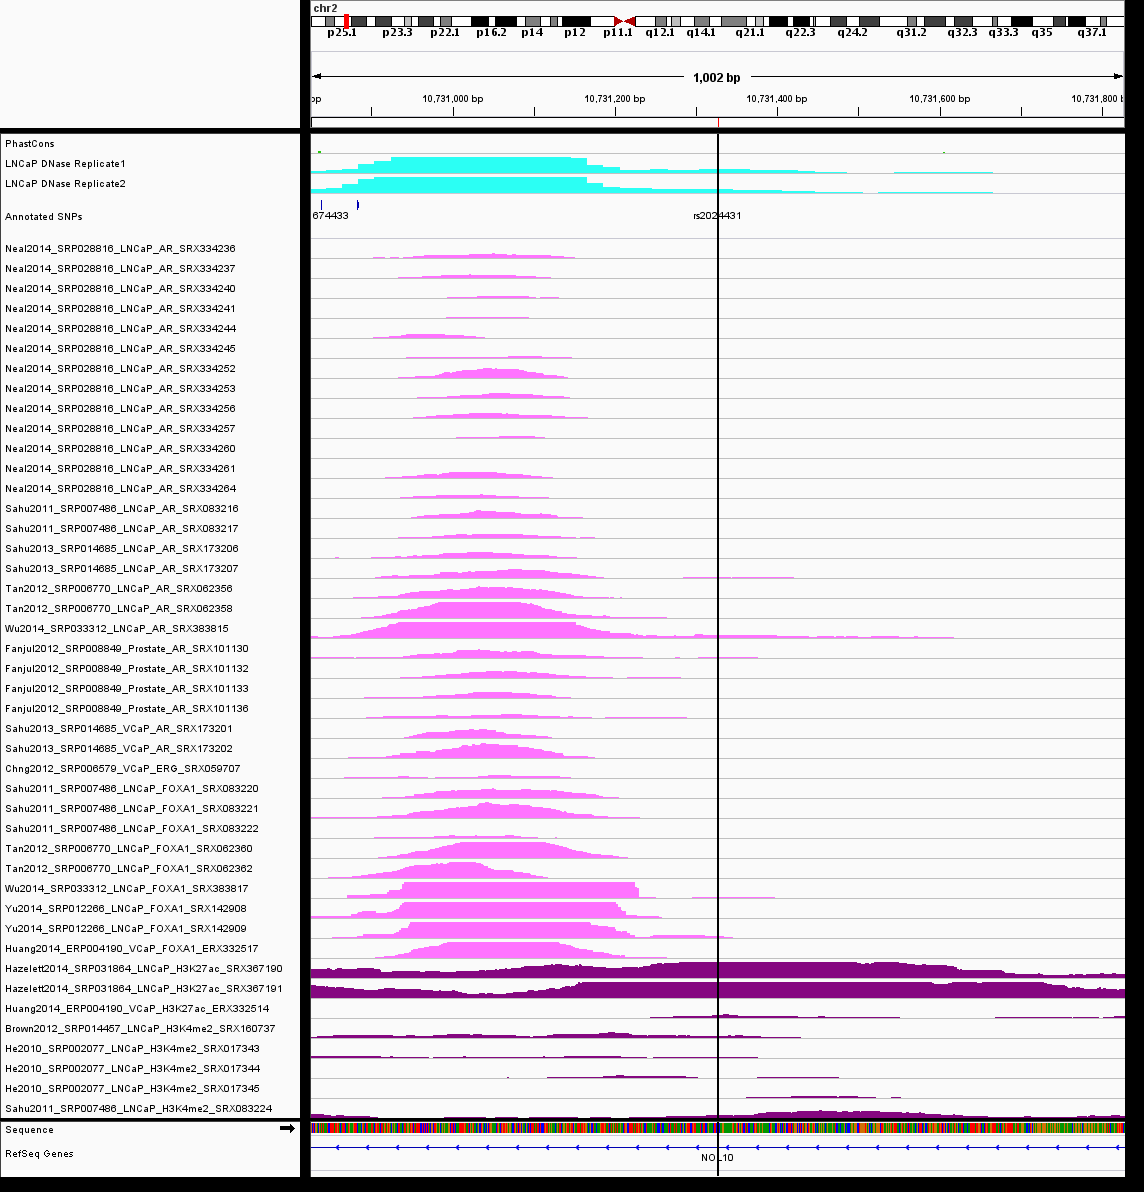 chr2
p25.1 p23.3 p22.1 p16.2 p14 p12 p11.1 q12.1 q14.1 q21.1 q22.3 q24.2 q31.2 q32.3 q33.3 q35 q37.1
1,002 bp
bp 10,731,000 bp 10,731,200 bp 10,731,400 bp 10,731,600 bp 10,731,800 b
PhastCons
LNCaP DNase Replicate1
LNCaP DNase Replicate2
Annotated SNPs
674433 rs2024431
Neal2014_SRP028816_LNCaP_AR_SRX334236
Neal2014_SRP028816_LNCaP_AR_SRX334237
Neal2014_SRP028816_LNCaP_AR_SRX334240
Neal2014_SRP028816_LNCaP_AR_SRX334241
Neal2014_SRP028816_LNCaP_AR_SRX334244
Neal2014_SRP028816_LNCaP_AR_SRX334245
Neal2014_SRP028816_LNCaP_AR_SRX334252
Neal2014_SRP028816_LNCaP_AR_SRX334253
Neal2014_SRP028816_LNCaP_AR_SRX334256
Neal2014_SRP028816_LNCaP_AR_SRX334257
Neal2014_SRP028816_LNCaP_AR_SRX334260
Neal2014_SRP028816_LNCaP_AR_SRX334261
Neal2014_SRP028816_LNCaP_AR_SRX334264
Sahu2011_SRP007486_LNCaP_AR_SRX083216
Sahu2011_SRP007486_LNCaP_AR_SRX083217
Sahu2013_SRP014685_LNCaP_AR_SRX173206
Sahu2013_SRP014685_LNCaP_AR_SRX173207
Tan2012_SRP006770_LNCaP_AR_SRX062356
Tan2012_SRP006770_LNCaP_AR_SRX062358
Wu2014_SRP033312_LNCaP_AR_SRX383815
Fanjul2012_SRP008849_Prostate_AR_SRX101130
Fanjul2012_SRP008849_Prostate_AR_SRX101132
Fanjul2012_SRP008849_Prostate_AR_SRX101133
Fanjul2012_SRP008849_Prostate_AR_SRX101136
Sahu2013_SRP014685_VCaP_AR_SRX173201
Sahu2013_SRP014685_VCaP_AR_SRX173202
Chng2012_SRP006579_VCaP_ERG_SRX059707
Sahu2011_SRP007486_LNCaP_FOXA1_SRX083220
Sahu2011_SRP007486_LNCaP_FOXA1_SRX083221
Sahu2011_SRP007486_LNCaP_FOXA1_SRX083222
Tan2012_SRP006770_LNCaP_FOXA1_SRX062360
Tan2012_SRP006770_LNCaP_FOXA1_SRX062362
Wu2014_SRP033312_LNCaP_FOXA1_SRX383817
Yu2014_SRP012266_LNCaP_FOXA1_SRX142908
Yu2014_SRP012266_LNCaP_FOXA1_SRX142909
Huang2014_ERP004190_VCaP_FOXA1_ERX332517
Hazelett2014_SRP031864_LNCaP_H3K27ac_SRX367190
Hazelett2014_SRP031864_LNCaP_H3K27ac_SRX367191
Huang2014_ERP004190_VCaP_H3K27ac_ERX332514
Brown2012_SRP014457_LNCaP_H3K4me2_SRX160737
He2010_SRP002077_LNCaP_H3K4me2_SRX017343
He2010_SRP002077_LNCaP_H3K4me2_SRX017344
He2010_SRP002077_LNCaP_H3K4me2_SRX017345
Sahu2011_SRP007486_LNCaP_H3K4me2_SRX083224
Sequence
RefSeq Genes
NOL10